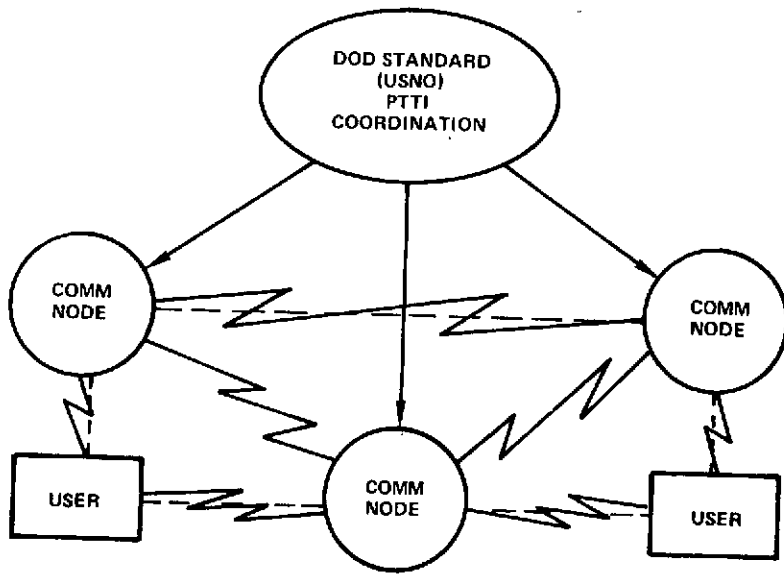 DOD STANDARD
(USNO)
PTTI
COORDINATION
COMM
NODE
COMM
NODE
USER
COMM
NODE
USER